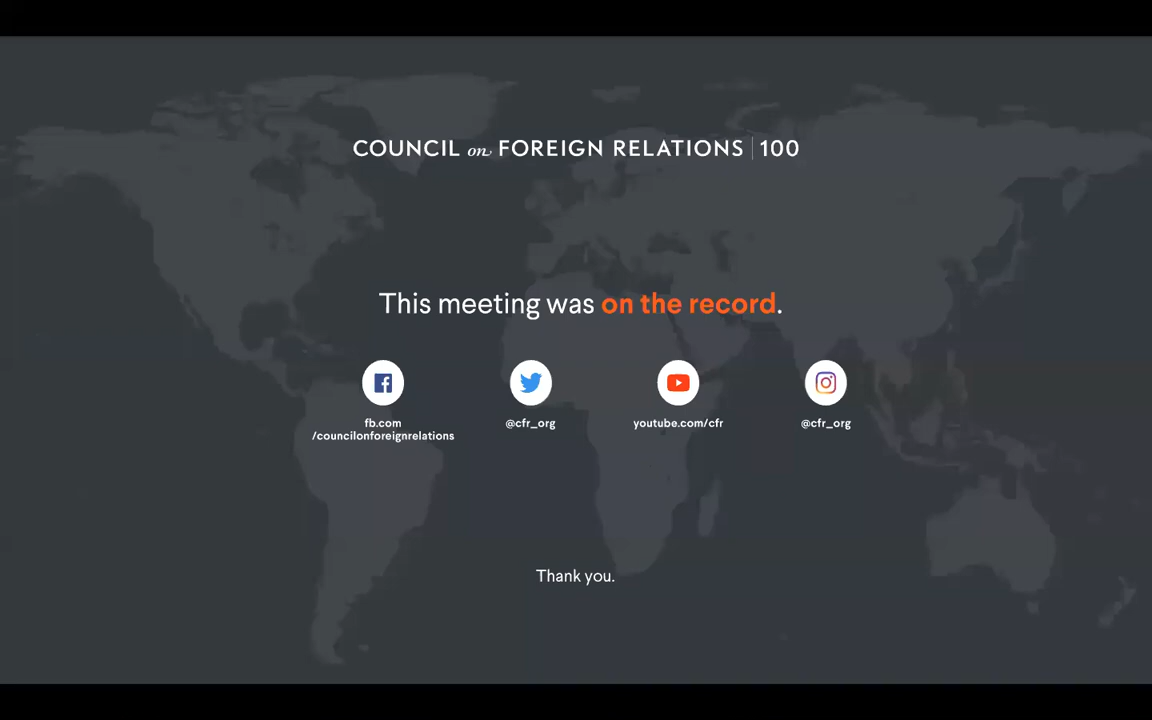 COUNCIL on FOREIGN RELATIONS | 100
This meeting was on the record.
fb.com
/councilonforeignrelations
@cfr_org
youtube.com/cfr
@cfr_org
Thank you.